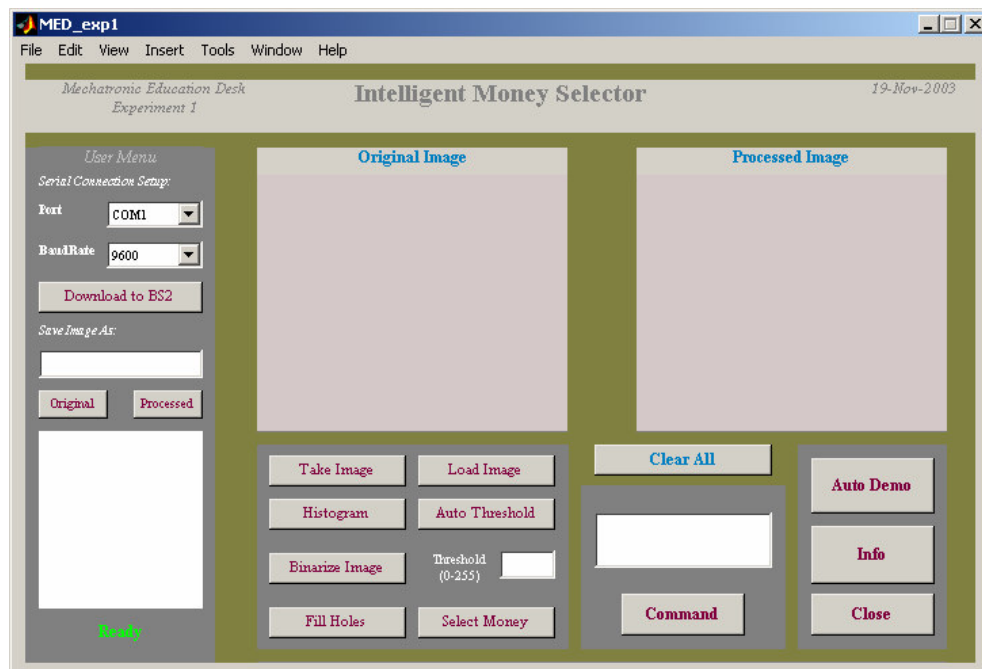 MED_exp1
File Edit View Insert Tools Window Help
Mechatronic Education Desk
Experiment 1
Intelligent Money Selector
19-Nov-2003
User Menu
Serial Connection Setup:
Port
COM1
BaudRate
9600
Download to BS2
Save Image As:
Original
Processed
Ready
Original Image
Processed Image
Take Image
Load Image
Histogram
Auto Threshold
Binarize Image
Threshold
(0-255)
Fill Holes
Select Money
Clear All
Command
Auto Demo
Info
Close